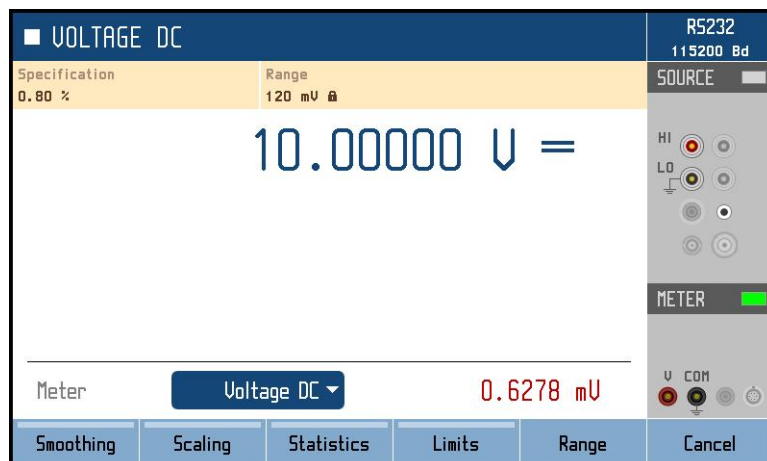 VOLTAGE DC
RS232
115200 Bd
Specification
0.80 %
Range
120 mV
SOURCE
10.00000 V
HI
LO
METER
Meter
Voltage DC
0.6278 mV
V COM
Smoothing
Scaling
Statistics
Limits
Range
Cancel